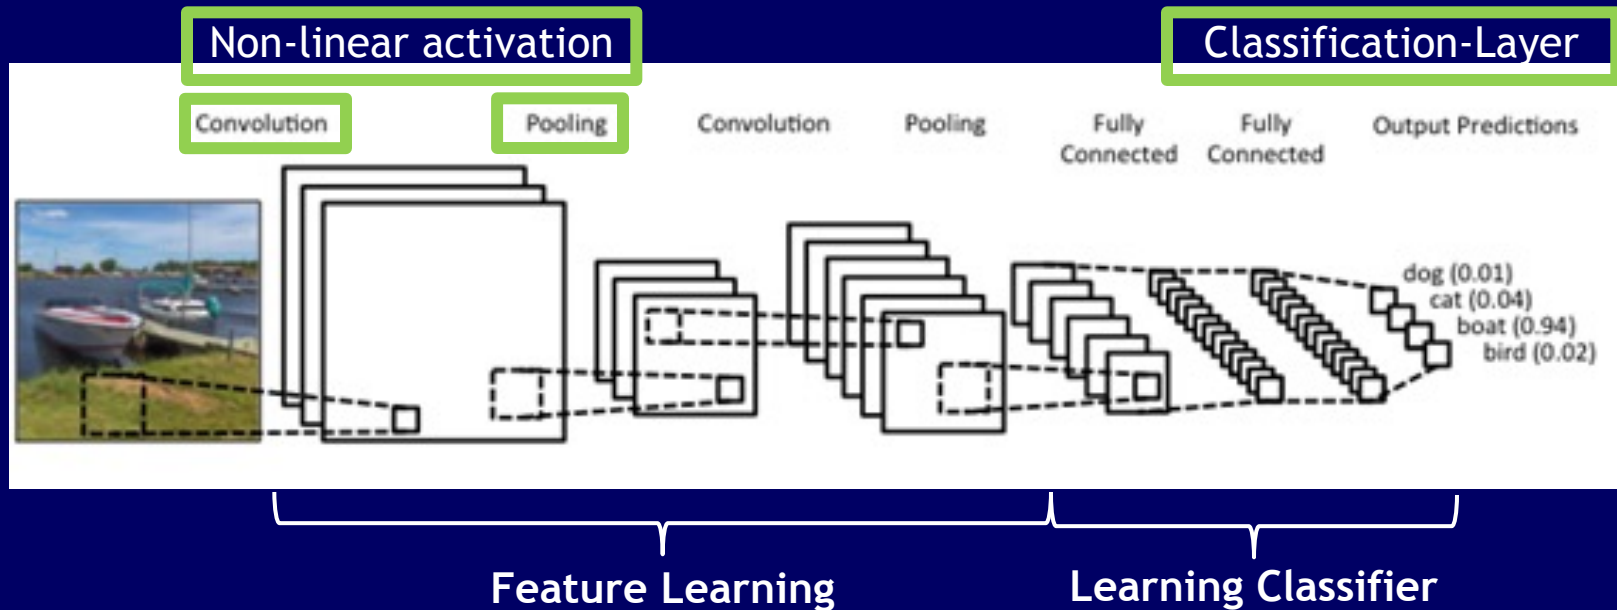 Non-linear activation
Classification-Layer
Convolution
Pooling
Convolution
Pooling
Fully
Connected
Fully
Connected
Output Predictions
dog (0.01)
cat (0.04)
boat (0.94)
bird (0.02)
Feature Learning
Learning Classifier